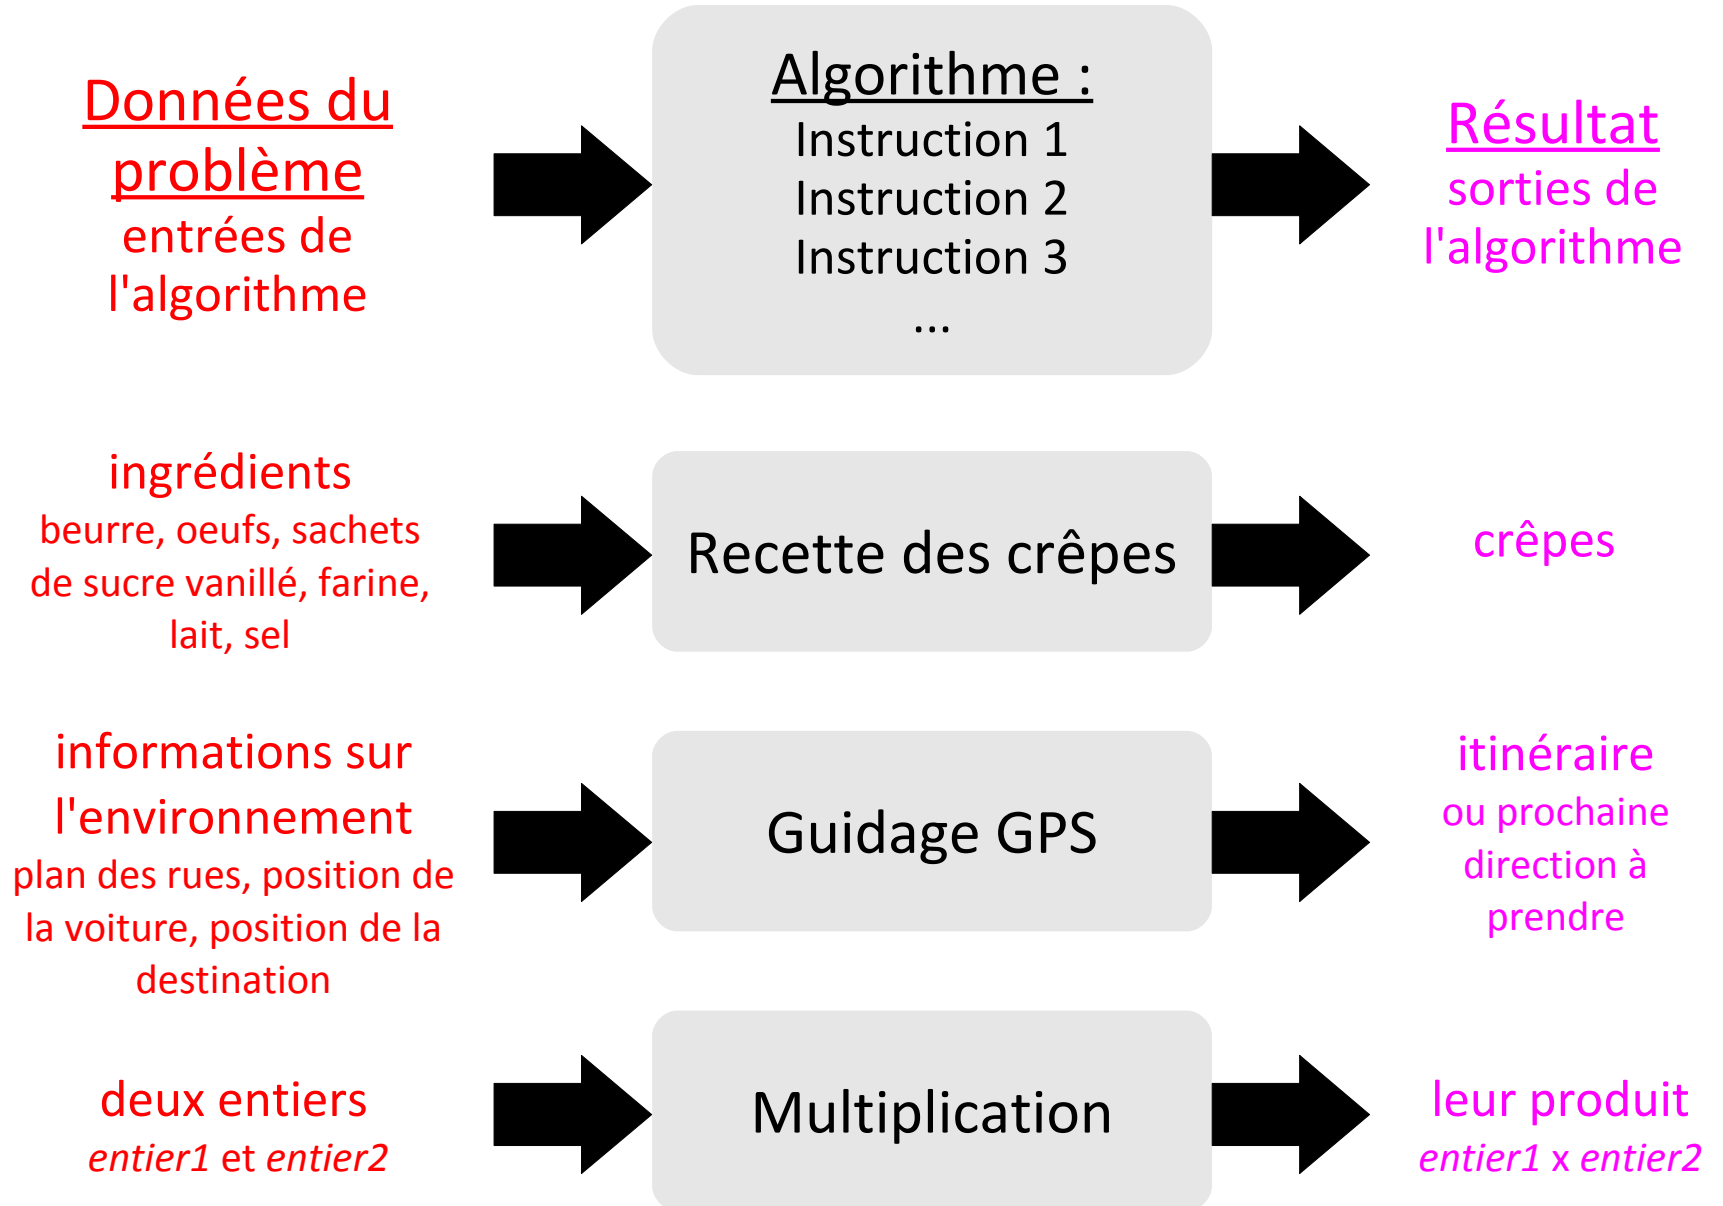 Données du
problème
entrées de
l'algorithme
Algorithme :
Instruction 1
Instruction 2
Instruction 3
...
Résultat
sorties de
l'algorithme
ingrédients
beurre, oeufs, sachets
de sucre vanillé, farine,
lait, sel
Recette des crêpes
crêpes
informations sur
l'environnement
plan des rues, position de
la voiture, position de la
destination
Guidage GPS
itinéraire
ou prochaine
direction à
prendre
deux entiers
entier1 et entier2
Multiplication
leur produit
entier1 x entier2